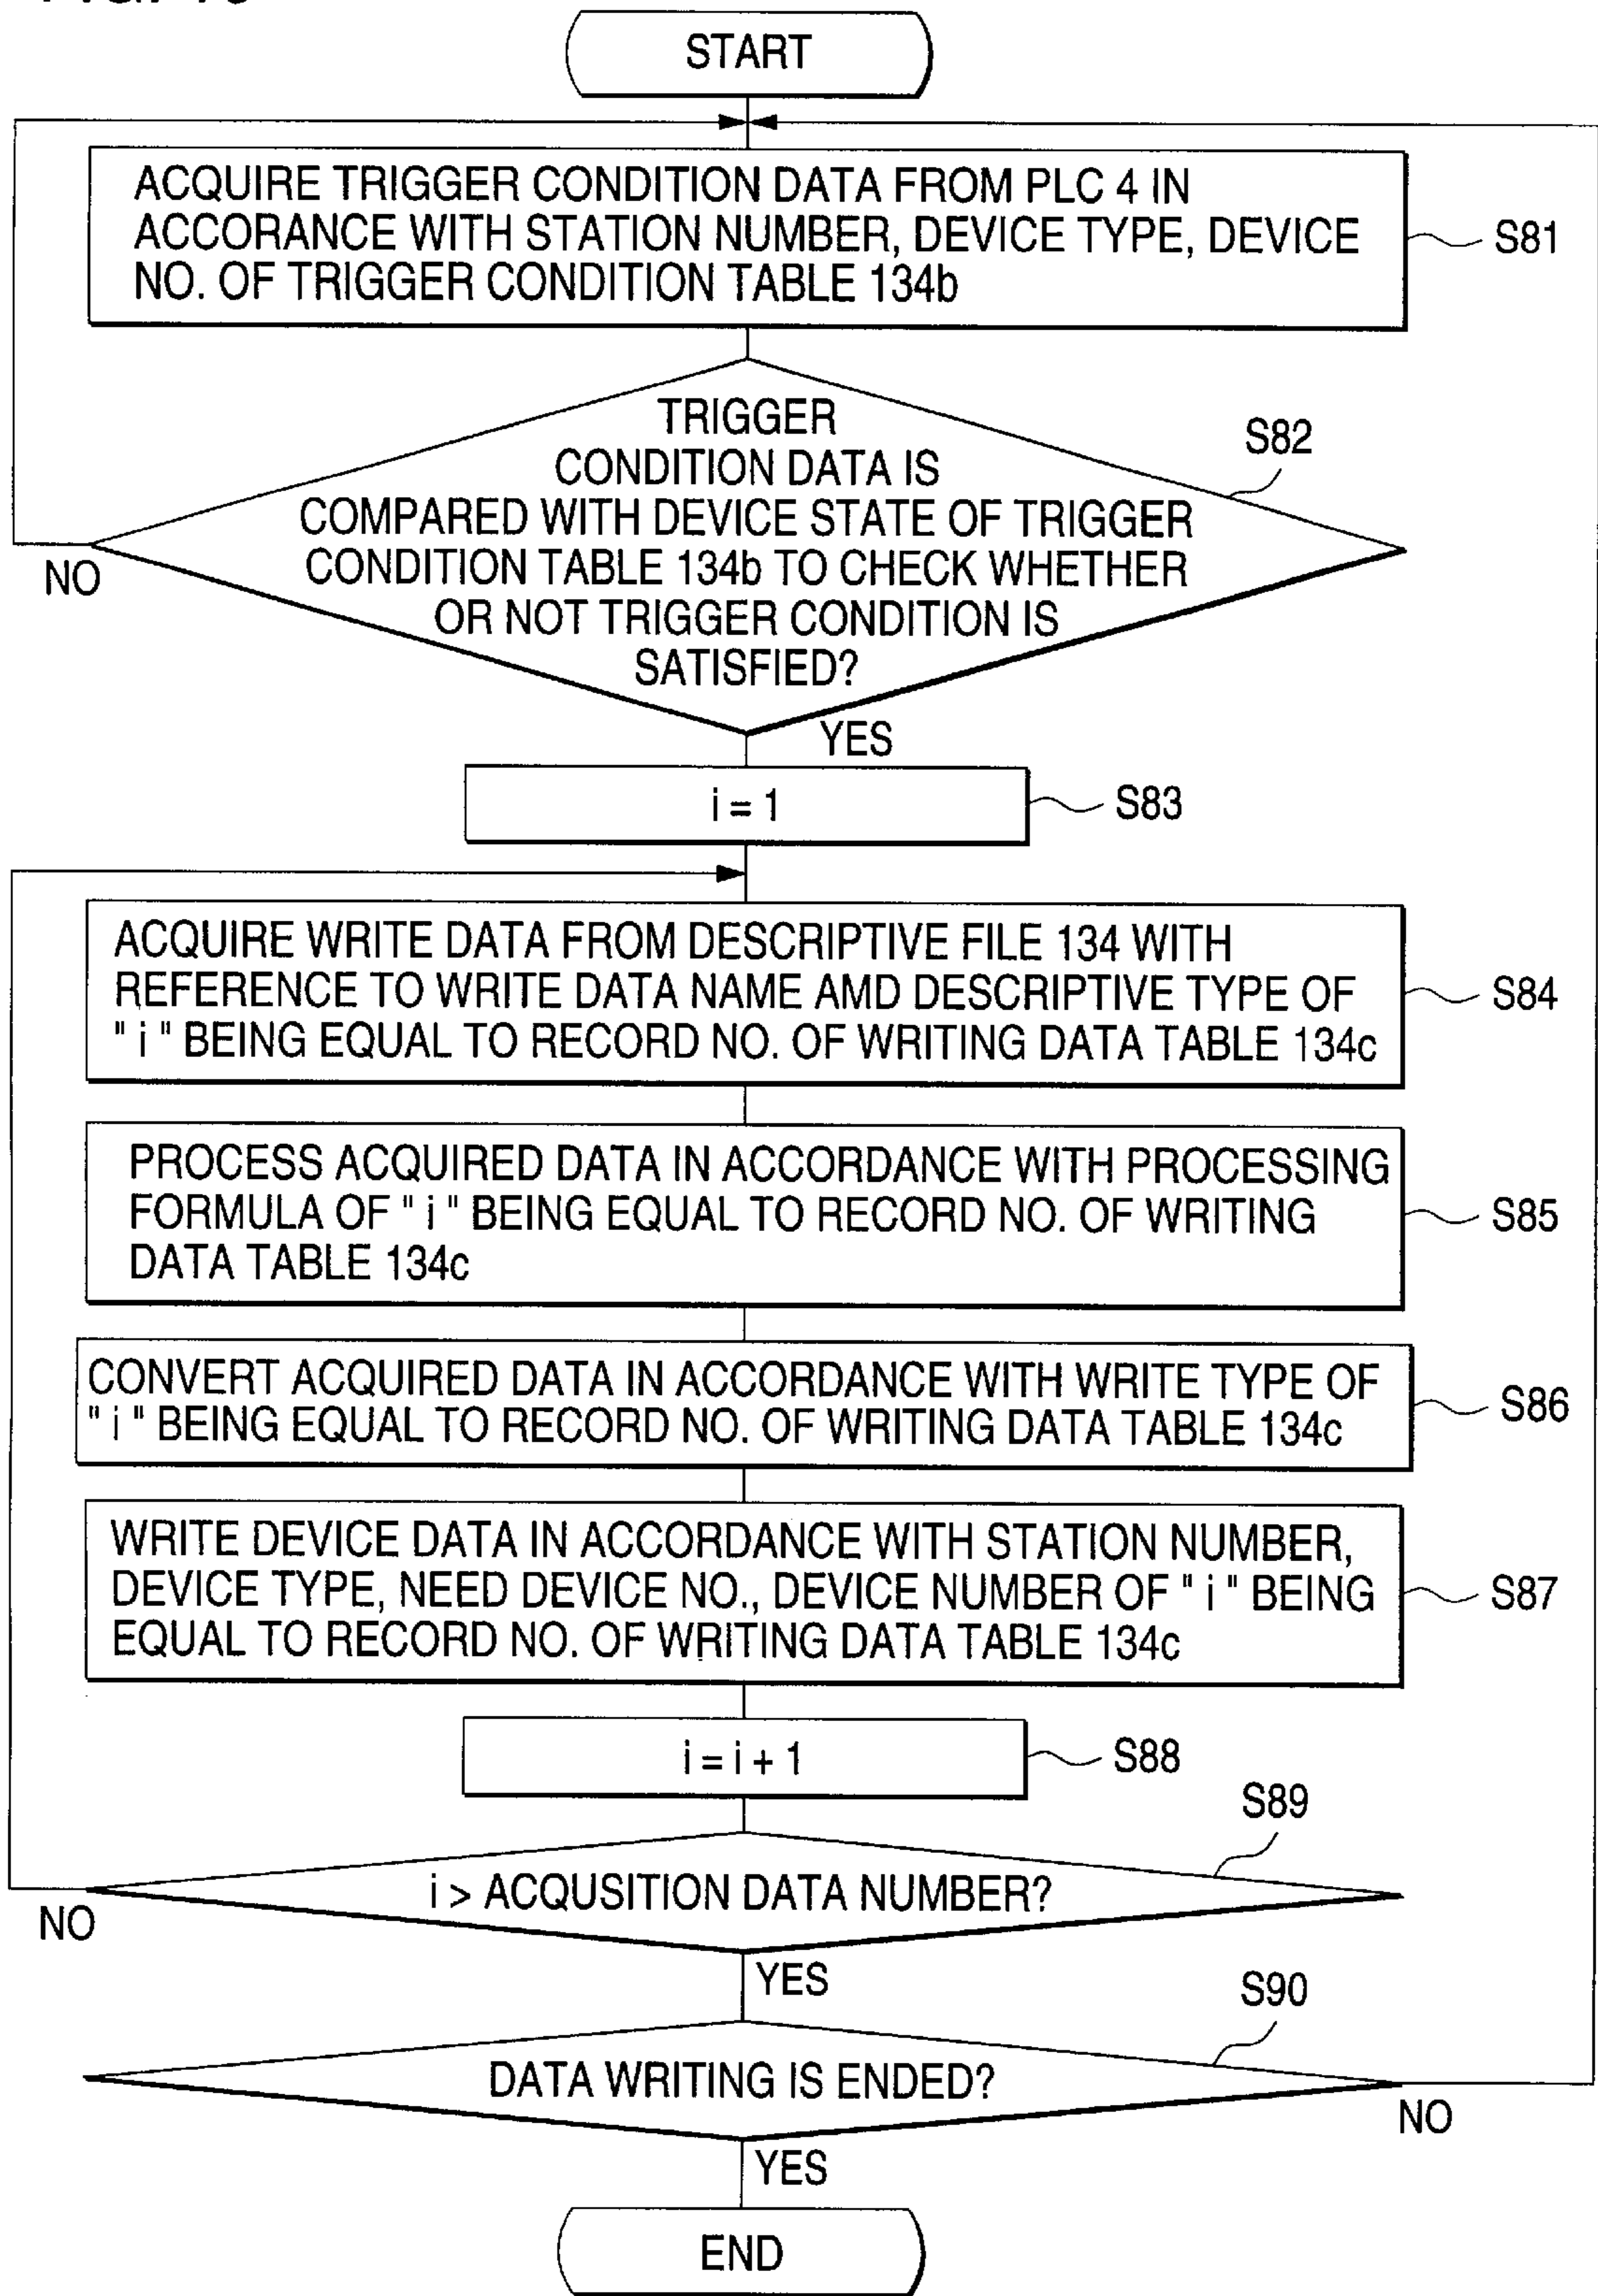 START
ACQUIRE TRIGGER CONDITION DATA FROM PLC 4 IN
ACCORANCE WITH STATION NUMBER, DEVICE TYPE, DEVICE
NO. OF TRIGGER CONDITION TABLE 134b
S81
TRIGGER
CONDITION DATA IS
COMPARED WITH DEVICE STATE OF TRIGGER
CONDITION TABLE 134b TO CHECK WHETHER
OR NOT TRIGGER CONDITION IS
SATISFIED?
S82
NO
YES
i = 1
S83
ACQUIRE WRITE DATA FROM DESCRIPTIVE FILE 134 WITH
REFERENCE TO WRITE DATA NAME AMD DESCRIPTIVE TYPE OF
" i " BEING EQUAL TO RECORD NO. OF WRITING DATA TABLE 134c
S84
PROCESS ACQUIRED DATA IN ACCORDANCE WITH PROCESSING
FORMULA OF " i " BEING EQUAL TO RECORD NO. OF WRITING
DATA TABLE 134c
S85
CONVERT ACQUIRED DATA IN ACCORDANCE WITH WRITE TYPE OF
" i " BEING EQUAL TO RECORD NO. OF WRITING DATA TABLE 134c
S86
WRITE DEVICE DATA IN ACCORDANCE WITH STATION NUMBER,
DEVICE TYPE, NEED DEVICE NO., DEVICE NUMBER OF " i " BEING
EQUAL TO RECORD NO. OF WRITING DATA TABLE 134c
S87
i = i + 1
S88
S89
i > ACQUSITION DATA NUMBER?
NO
YES
S90
DATA WRITING IS ENDED?
NO
YES
END